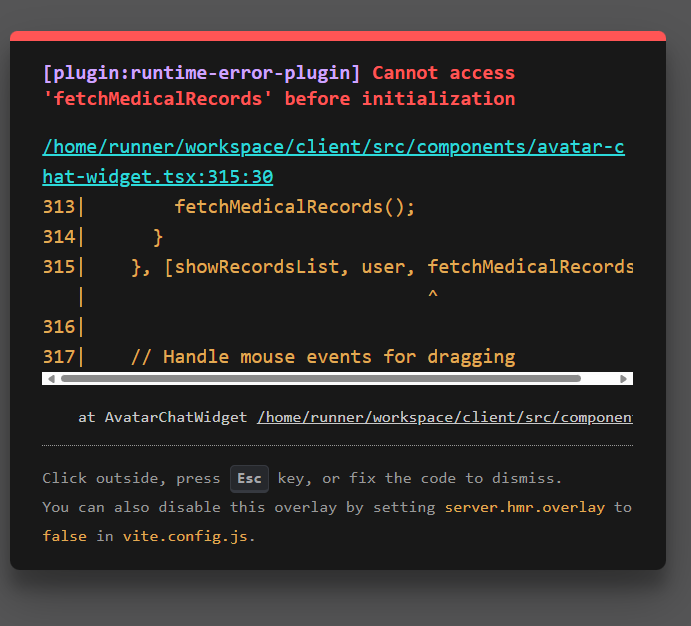 [plugin:runtime-error-plugin] Cannot access
'fetchMedicalRecords' before initialization
/home/runner/workspace/client/src/components/avatar-c
hat-widget.tsx:315:30
313|        fetchMedicalRecords();
314|      }
315|    }, [showRecordsList, user, fetchMedicalRecords
|                               ^
316|
317|    // Handle mouse events for dragging
at AvatarChatWidget /home/runner/workspace/client/src/componen
Click outside, press Esc key, or fix the code to dismiss.
You can also disable this overlay by setting server.hmr.overlay to
false in vite.config.js.